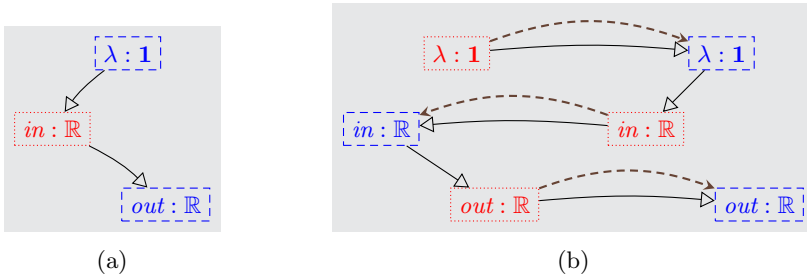 λ : 𝟏
in : ℝ
out : ℝ
(a)
λ : 𝟏 λ : 𝟏
in : ℝ in : ℝ
out : ℝ out : ℝ
(b)